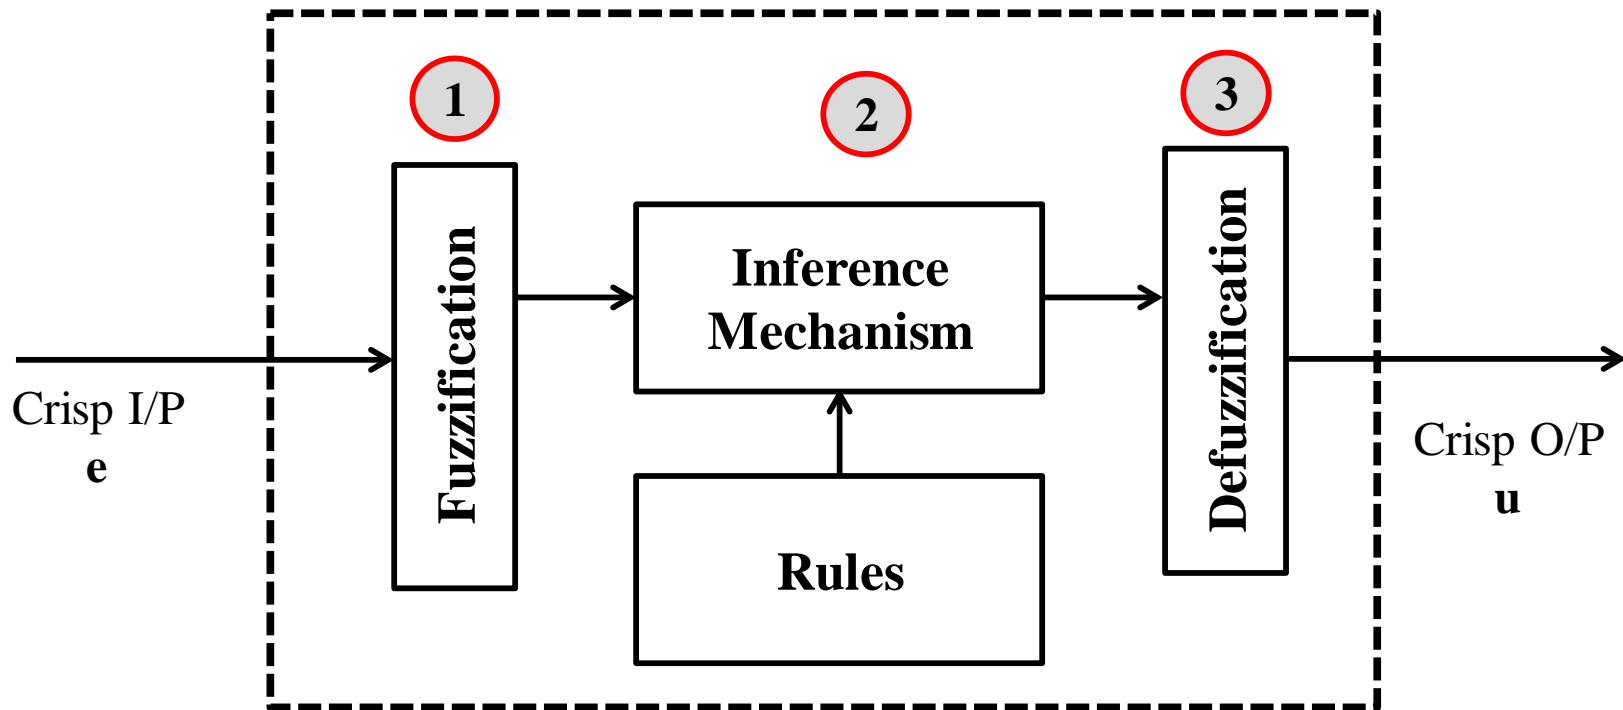 1
2
3
Fuzzification
Inference
Mechanism
Defuzzification
Crisp I/P
e
Rules
Crisp O/P
u